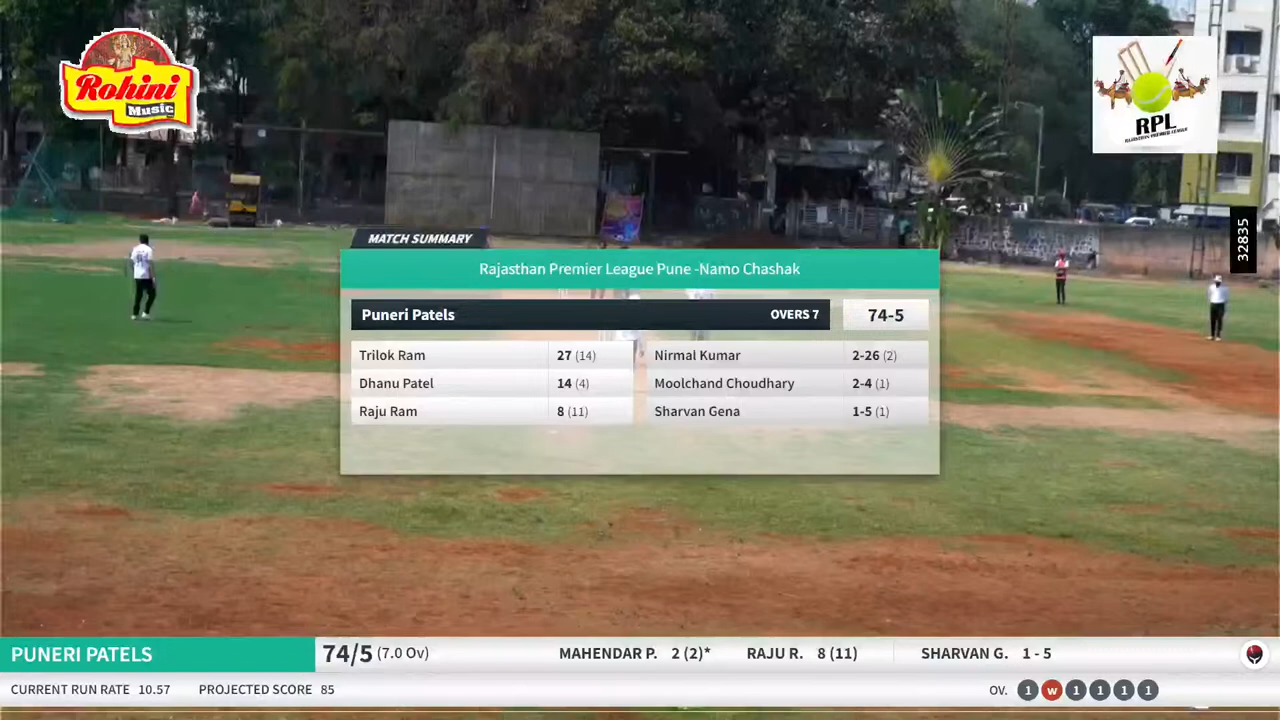 Rohini
Music
RPL
RAJASTHAN PREMIER LEAGUE
32835
MATCH SUMMARY
Rajasthan Premier League Pune -Namo Chashak
Puneri Patels OVERS 7 74-5
Trilok Ram 27 (14) Nirmal Kumar 2-26 (2)
Dhanu Patel 14 (4) Moolchand Choudhary 2-4 (1)
Raju Ram 8 (11) Sharvan Gena 1-5 (1)
PUNERI PATELS 74/5 (7.0 Ov) MAHENDAR P. 2 (2)* RAJU R. 8 (11) SHARVAN G. 1 - 5
CURRENT RUN RATE 10.57 PROJECTED SCORE 85 OV. 1 w 1 1 1 1